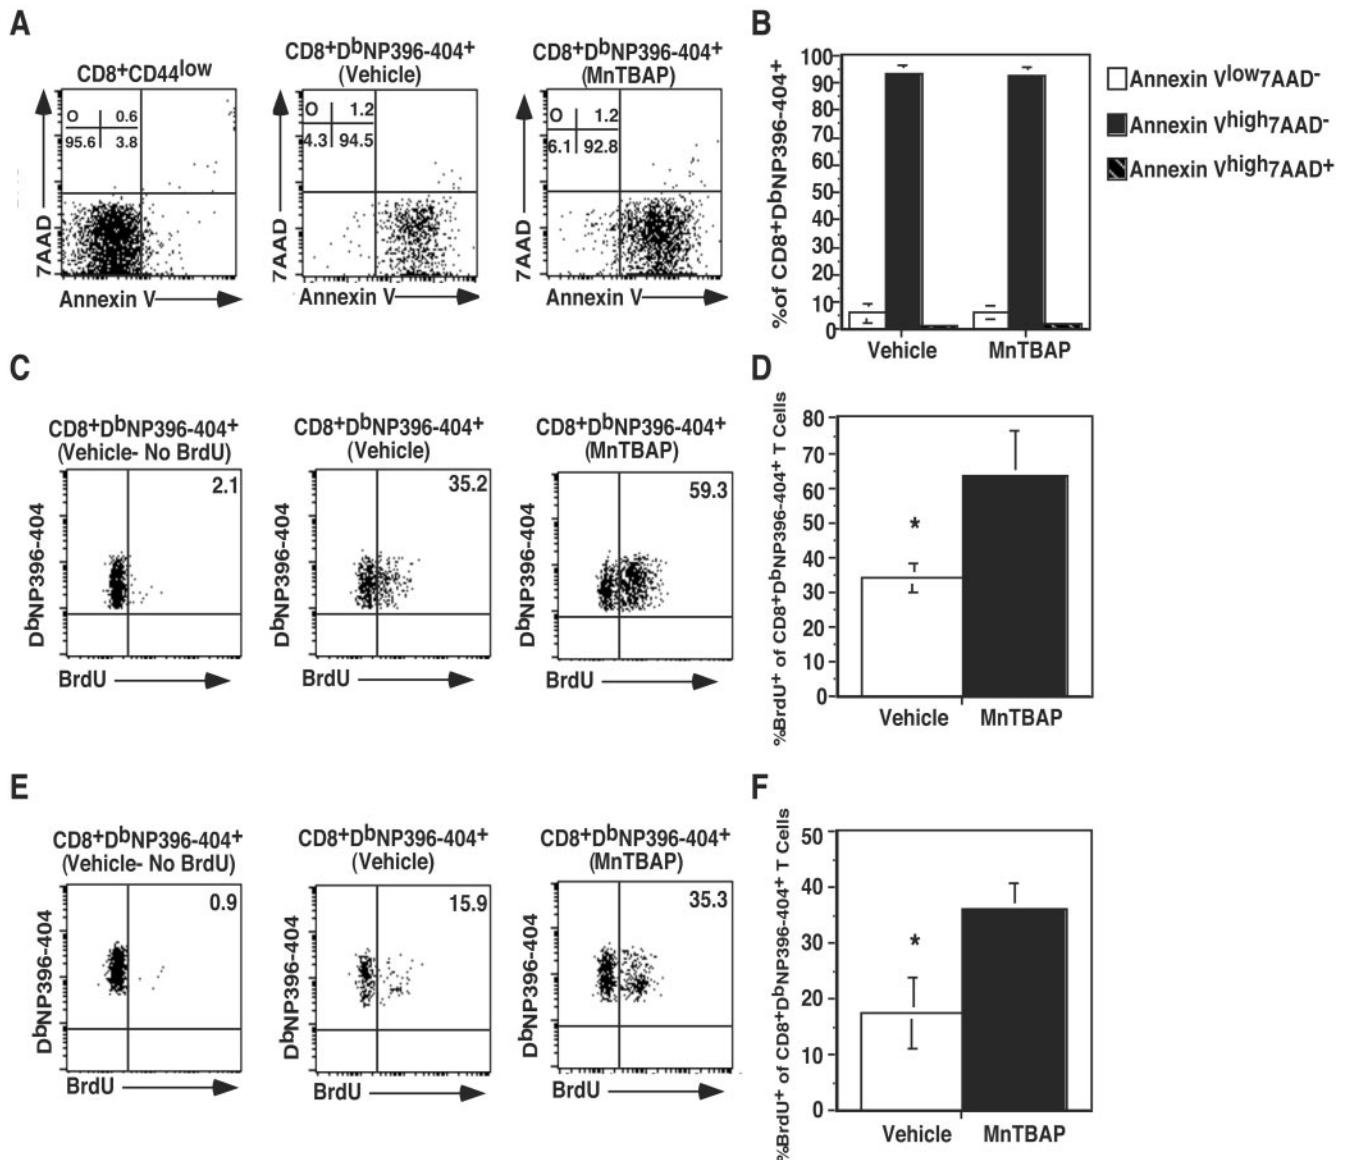 A
CD8+CD44low
7AAD
O 0.6
95.6 3.8
Annexin V
CD8+DbNP396-404+
(Vehicle)
7AAD
O 1.2
4.3 94.5
Annexin V
CD8+DbNP396-404+
(MnTBAP)
7AAD
O 1.2
6.1 92.8
Annexin V
B
%of CD8+DbNP396-404+
100
90
80
70
60
50
40
30
20
10
0
Vehicle MnTBAP
Annexin Vlow7AAD-
Annexin Vhigh7AAD-
Annexin Vhigh7AAD+
C
CD8+DbNP396-404+
(Vehicle- No BrdU)
DbNP396-404
2.1
BrdU
CD8+DbNP396-404+
(Vehicle)
DbNP396-404
35.2
BrdU
CD8+DbNP396-404+
(MnTBAP)
DbNP396-404
59.3
BrdU
D
%BrdU+ of CD8+DbNP396-404+ T Cells
80
70
60
50
40
30
20
10
0
*
Vehicle MnTBAP
E
CD8+DbNP396-404+
(Vehicle- No BrdU)
DbNP396-404
0.9
BrdU
CD8+DbNP396-404+
(Vehicle)
DbNP396-404
15.9
BrdU
CD8+DbNP396-404+
(MnTBAP)
DbNP396-404
35.3
BrdU
F
%BrdU+ of CD8+DbNP396-404+ T Cells
50
40
30
20
10
0
*
Vehicle MnTBAP